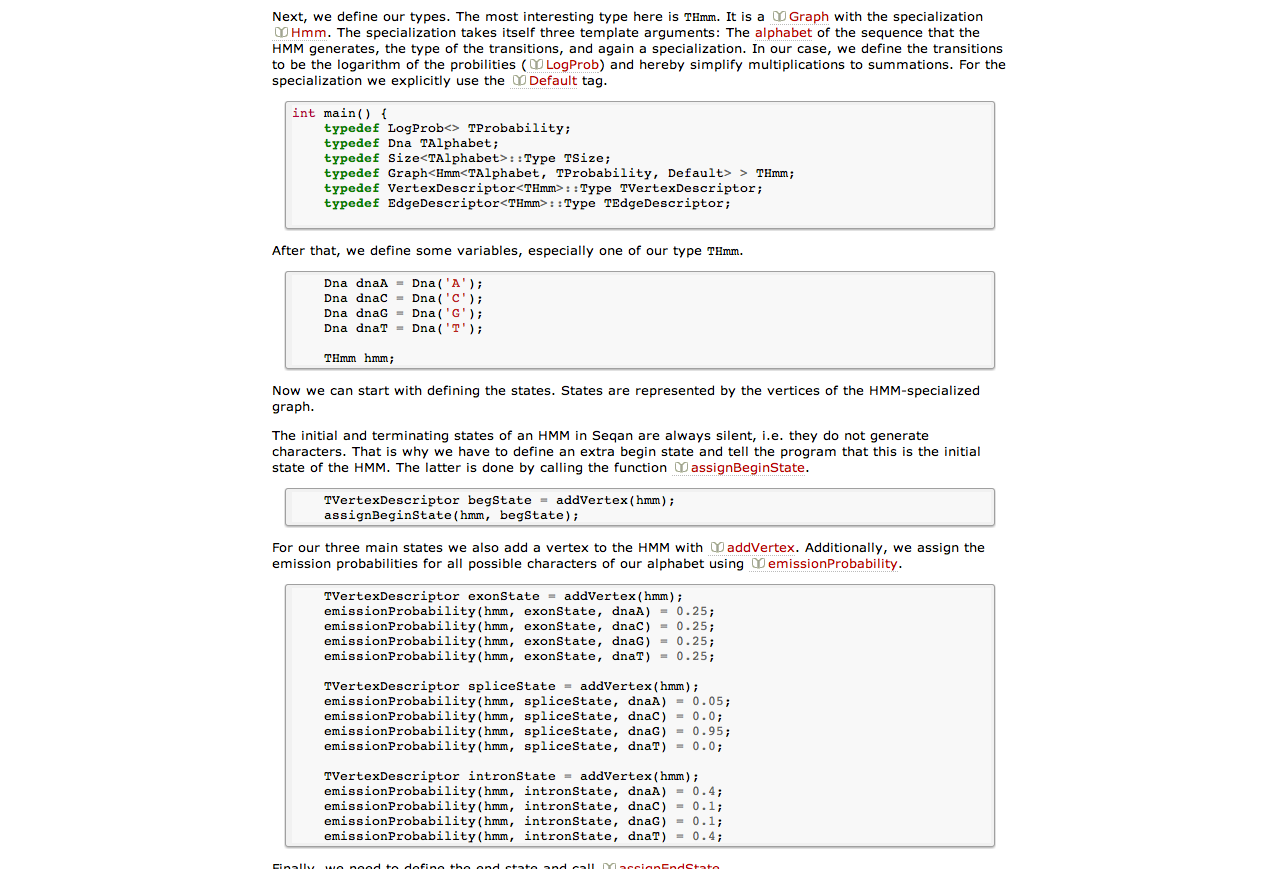 Next, we define our types. The most interesting type here is THmm. It is a Graph with the specialization
Hmm. The specialization takes itself three template arguments: The alphabet of the sequence that the
HMM generates, the type of the transitions, and again a specialization. In our case, we define the transitions
to be the logarithm of the probilities ( LogProb) and hereby simplify multiplications to summations. For the
specialization we explicitly use the Default tag.
int main() {
    typedef LogProb<> TProbability;
    typedef Dna TAlphabet;
    typedef Size<TAlphabet>::Type TSize;
    typedef Graph<Hmm<TAlphabet, TProbability, Default> > THmm;
    typedef VertexDescriptor<THmm>::Type TVertexDescriptor;
    typedef EdgeDescriptor<THmm>::Type TEdgeDescriptor;
After that, we define some variables, especially one of our type THmm.
    Dna dnaA = Dna('A');
    Dna dnaC = Dna('C');
    Dna dnaG = Dna('G');
    Dna dnaT = Dna('T');
    THmm hmm;
Now we can start with defining the states. States are represented by the vertices of the HMM-specialized
graph.
The initial and terminating states of an HMM in Seqan are always silent, i.e. they do not generate
characters. That is why we have to define an extra begin state and tell the program that this is the initial
state of the HMM. The latter is done by calling the function assignBeginState.
    TVertexDescriptor begState = addVertex(hmm);
    assignBeginState(hmm, begState);
For our three main states we also add a vertex to the HMM with addVertex. Additionally, we assign the
emission probabilities for all possible characters of our alphabet using emissionProbability.
    TVertexDescriptor exonState = addVertex(hmm);
    emissionProbability(hmm, exonState, dnaA) = 0.25;
    emissionProbability(hmm, exonState, dnaC) = 0.25;
    emissionProbability(hmm, exonState, dnaG) = 0.25;
    emissionProbability(hmm, exonState, dnaT) = 0.25;
    TVertexDescriptor spliceState = addVertex(hmm);
    emissionProbability(hmm, spliceState, dnaA) = 0.05;
    emissionProbability(hmm, spliceState, dnaC) = 0.0;
    emissionProbability(hmm, spliceState, dnaG) = 0.95;
    emissionProbability(hmm, spliceState, dnaT) = 0.0;
    TVertexDescriptor intronState = addVertex(hmm);
    emissionProbability(hmm, intronState, dnaA) = 0.4;
    emissionProbability(hmm, intronState, dnaC) = 0.1;
    emissionProbability(hmm, intronState, dnaG) = 0.1;
    emissionProbability(hmm, intronState, dnaT) = 0.4;
Finally, we need to define the end state and call assignEndState.